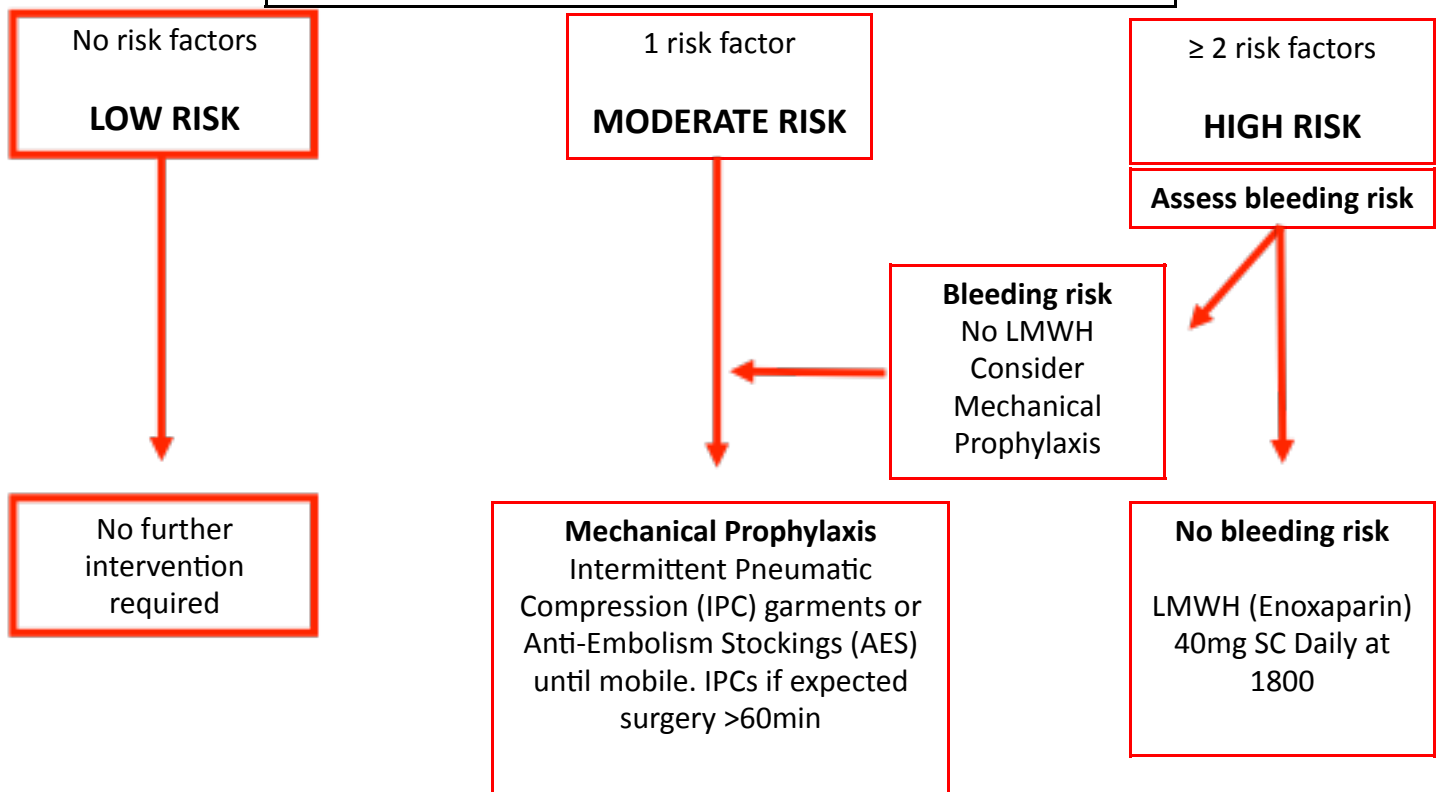 No risk factors
LOW RISK
1 risk factor
MODERATE RISK
≥ 2 risk factors
HIGH RISK
Assess bleeding risk
Bleeding risk
No LMWH
Consider
Mechanical
Prophylaxis
No further
intervention
required
Mechanical Prophylaxis
Intermittent Pneumatic
Compression (IPC) garments or
Anti-Embolism Stockings (AES)
until mobile. IPCs if expected
surgery >60min
No bleeding risk
LMWH (Enoxaparin)
40mg SC Daily at
1800